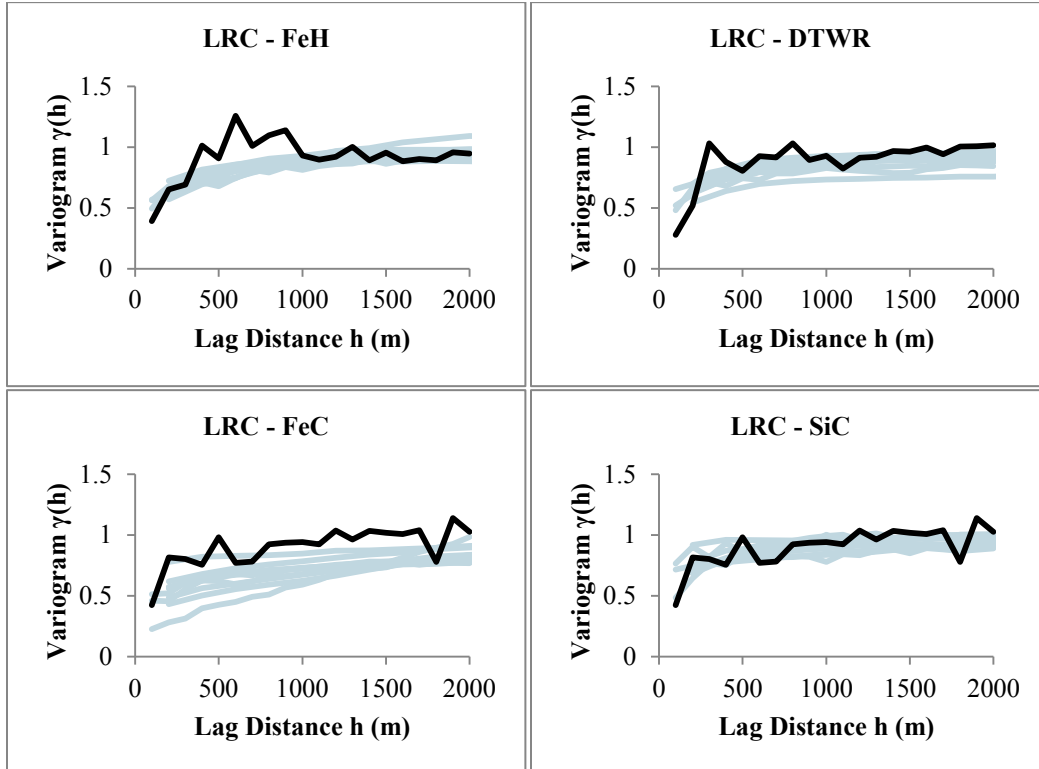 LRC - FeH
Variogram γ(h)
1.5
1
0.5
0
0 500 1000 1500 2000
Lag Distance h (m)
LRC - DTWR
Variogram γ(h)
1.5
1
0.5
0
0 500 1000 1500 2000
Lag Distance h (m)
LRC - FeC
Variogram γ(h)
1.5
1
0.5
0
0 500 1000 1500 2000
Lag Distance h (m)
LRC - SiC
Variogram γ(h)
1.5
1
0.5
0
0 500 1000 1500 2000
Lag Distance h (m)